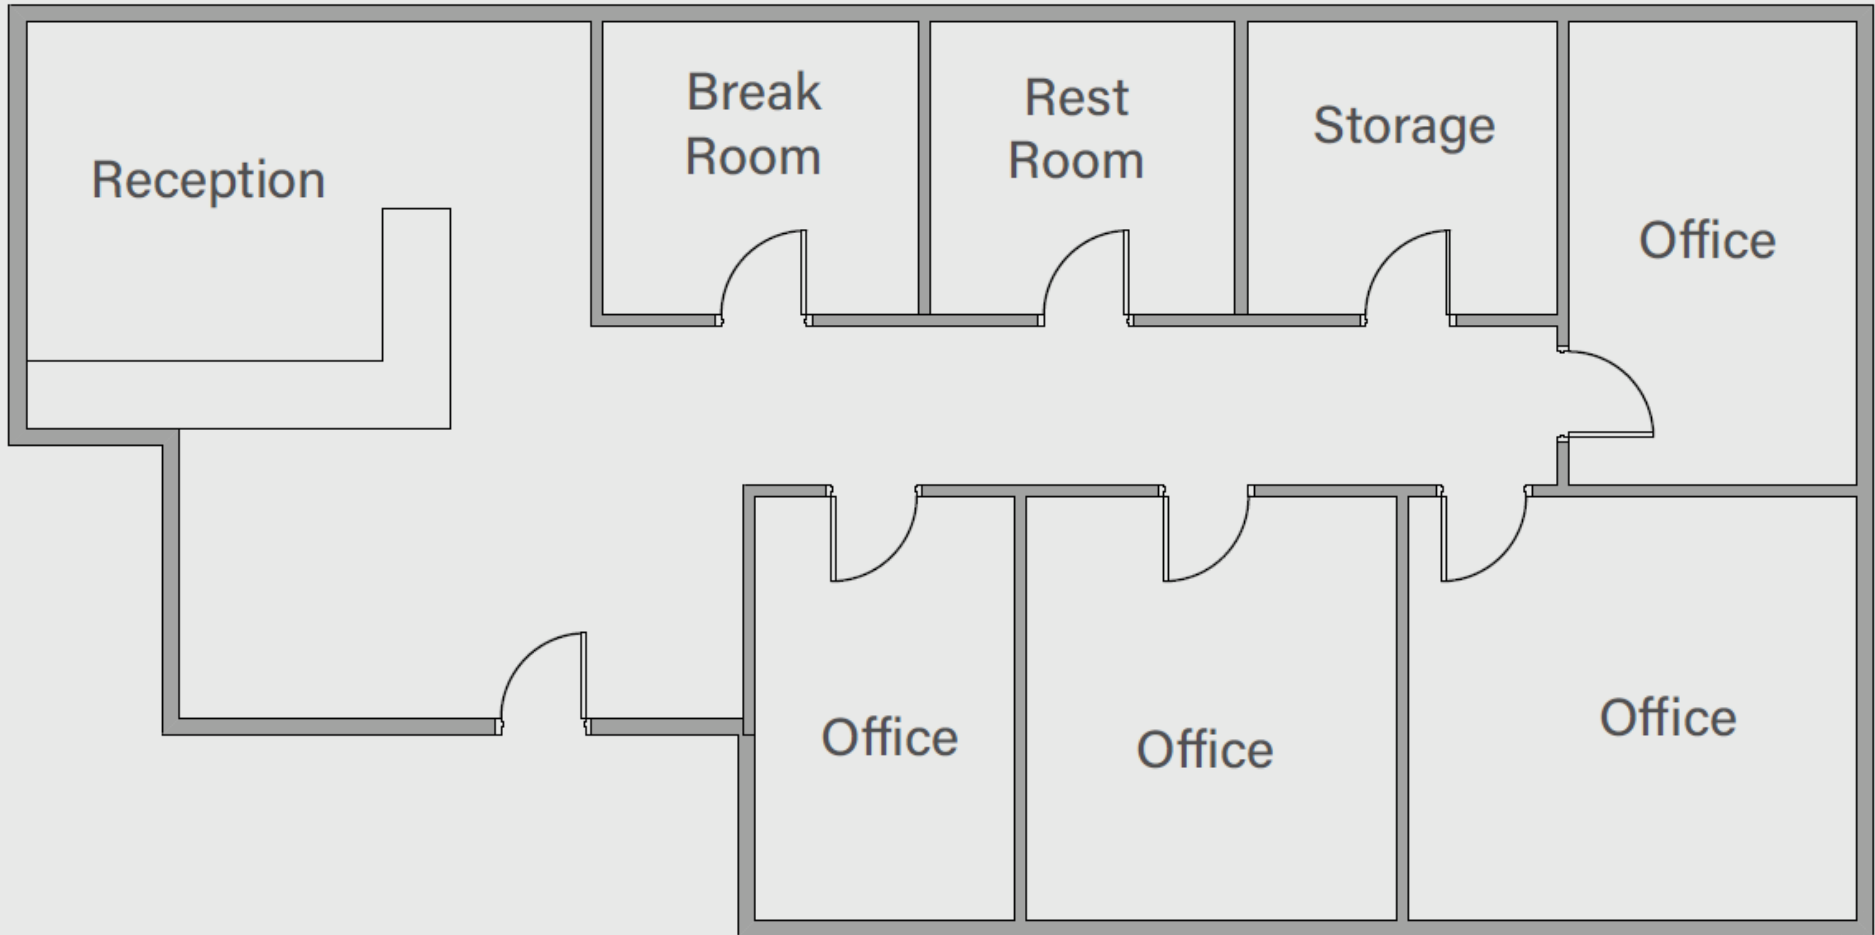 Reception
Break
Room
Rest
Room
Storage
Office
Office
Office
Office